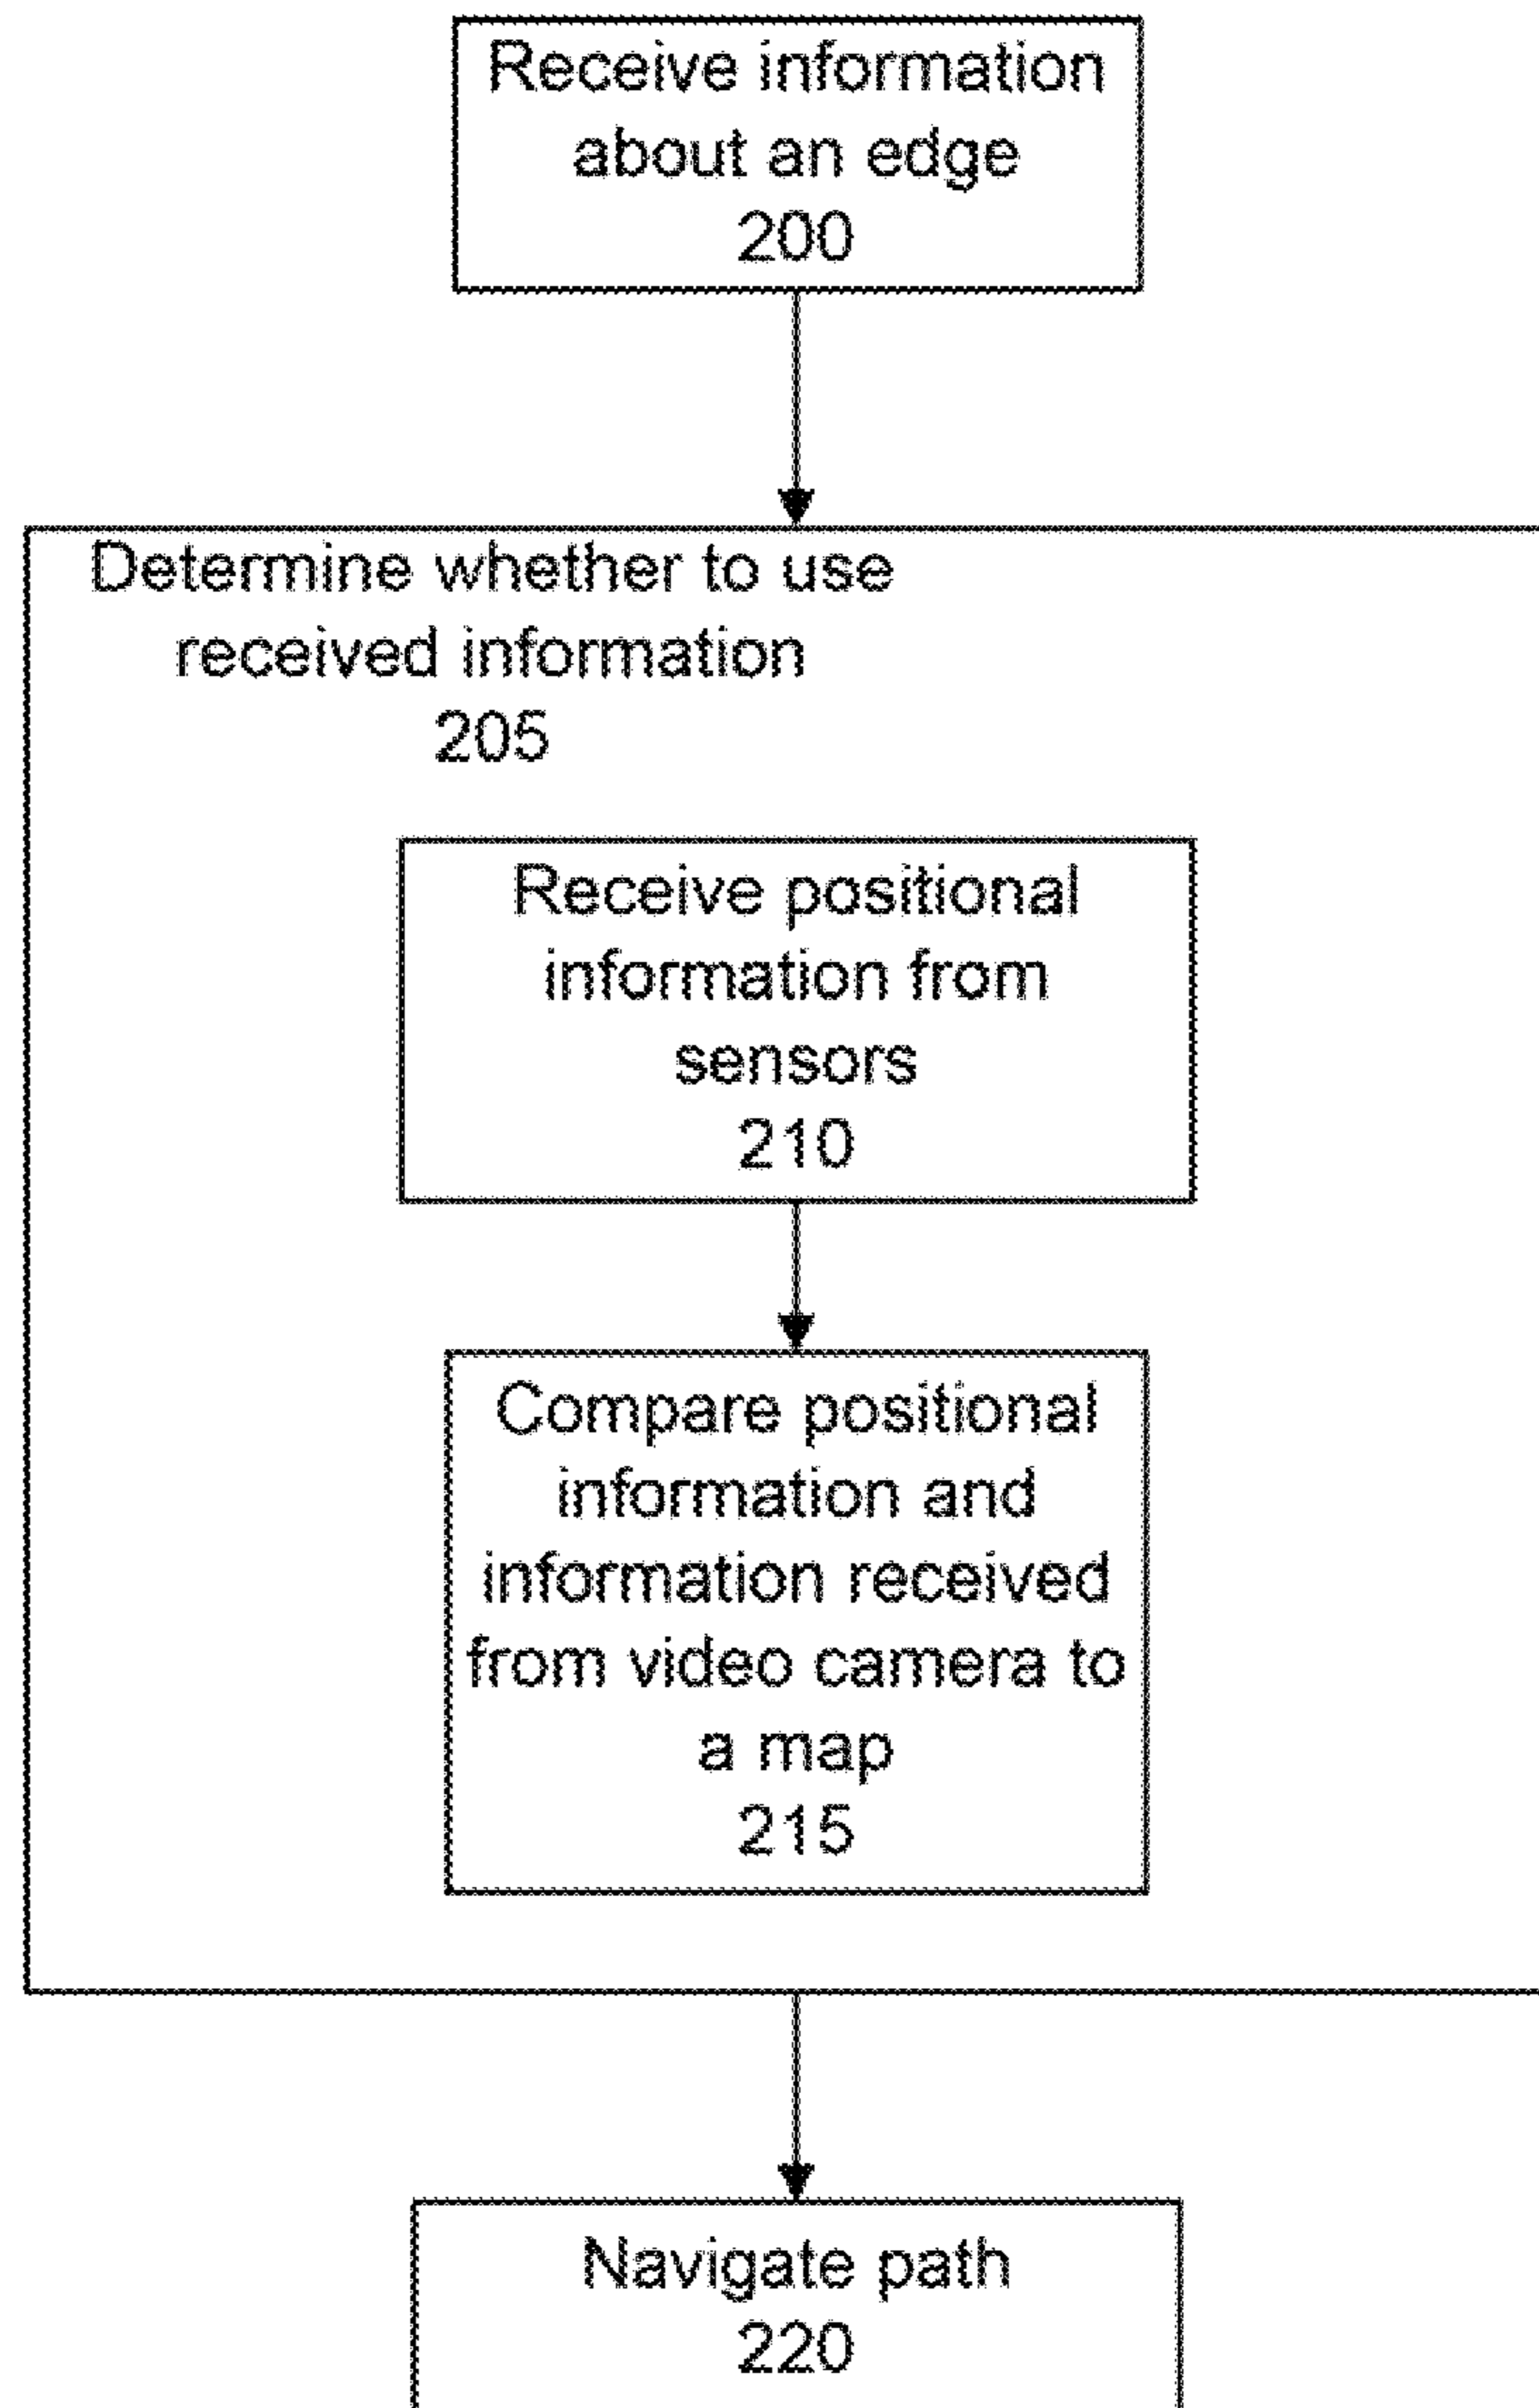 Receive information
about an edge
200
Determine whether to use
received information
205
Receive positional
information from
sensors
210
Compare positional
information and
information received
from video camera to
a map
215
Navigate path
220